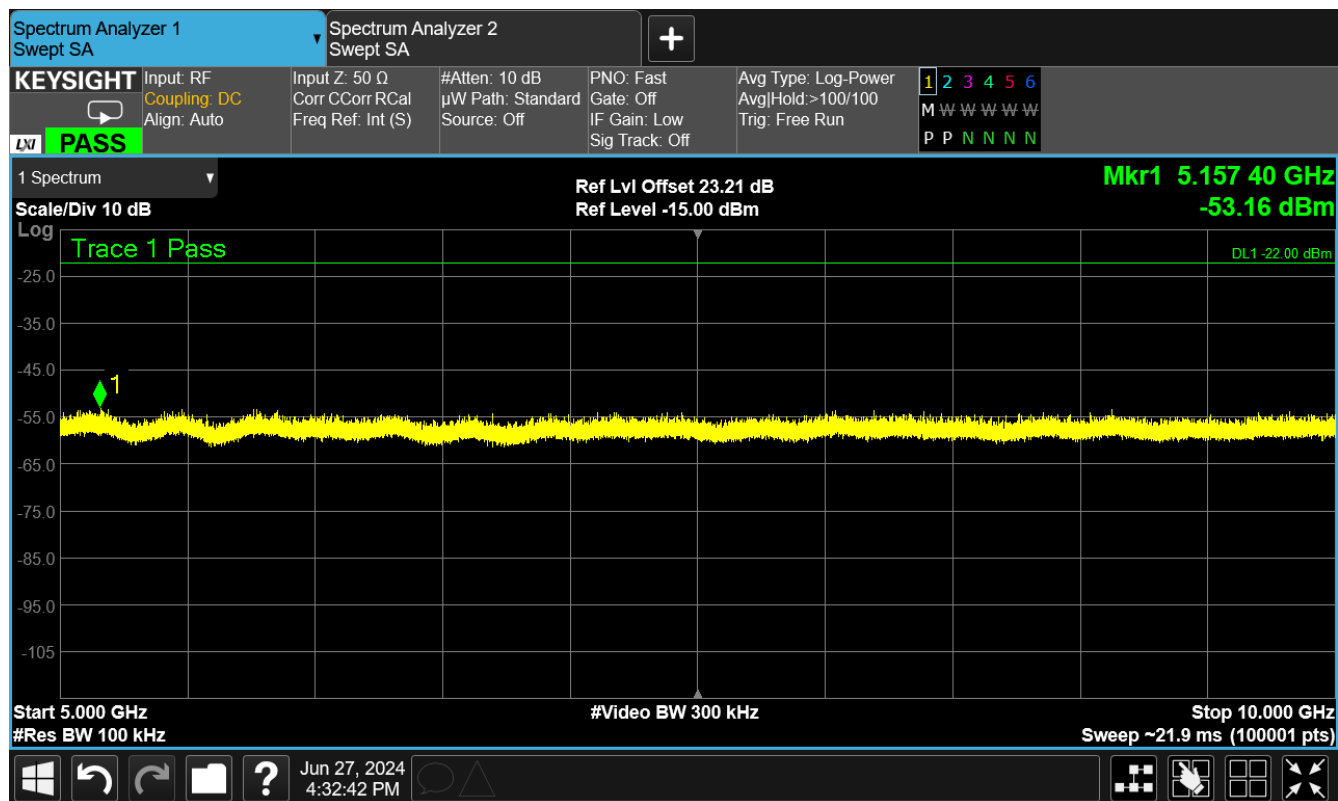 Spectrum Analyzer 1
Swept SA
Spectrum Analyzer 2
Swept SA
KEYSIGHT
LXI
PASS
Input: RF
Coupling: DC
Align: Auto
Input Z: 50 Ω
Corr CCorr RCal
Freq Ref: Int (S)
#Atten: 10 dB
µW Path: Standard
Source: Off
PNO: Fast
Gate: Off
IF Gain: Low
Sig Track: Off
Avg Type: Log-Power
Avg|Hold:>100/100
Trig: Free Run
1 2 3 4 5 6
M W W W W W
P P N N N N
1 Spectrum
Scale/Div 10 dB
Ref Lvl Offset 23.21 dB
Ref Level -15.00 dBm
Mkr1 5.157 40 GHz
-53.16 dBm
Log
Trace 1 Pass
DL1 -22.00 dBm
-25.0
-35.0
-45.0
1
-55.0
-65.0
-75.0
-85.0
-95.0
-105
Start 5.000 GHz
#Video BW 300 kHz
Stop 10.000 GHz
#Res BW 100 kHz
Sweep ~21.9 ms (100001 pts)
Jun 27, 2024
4:32:42 PM